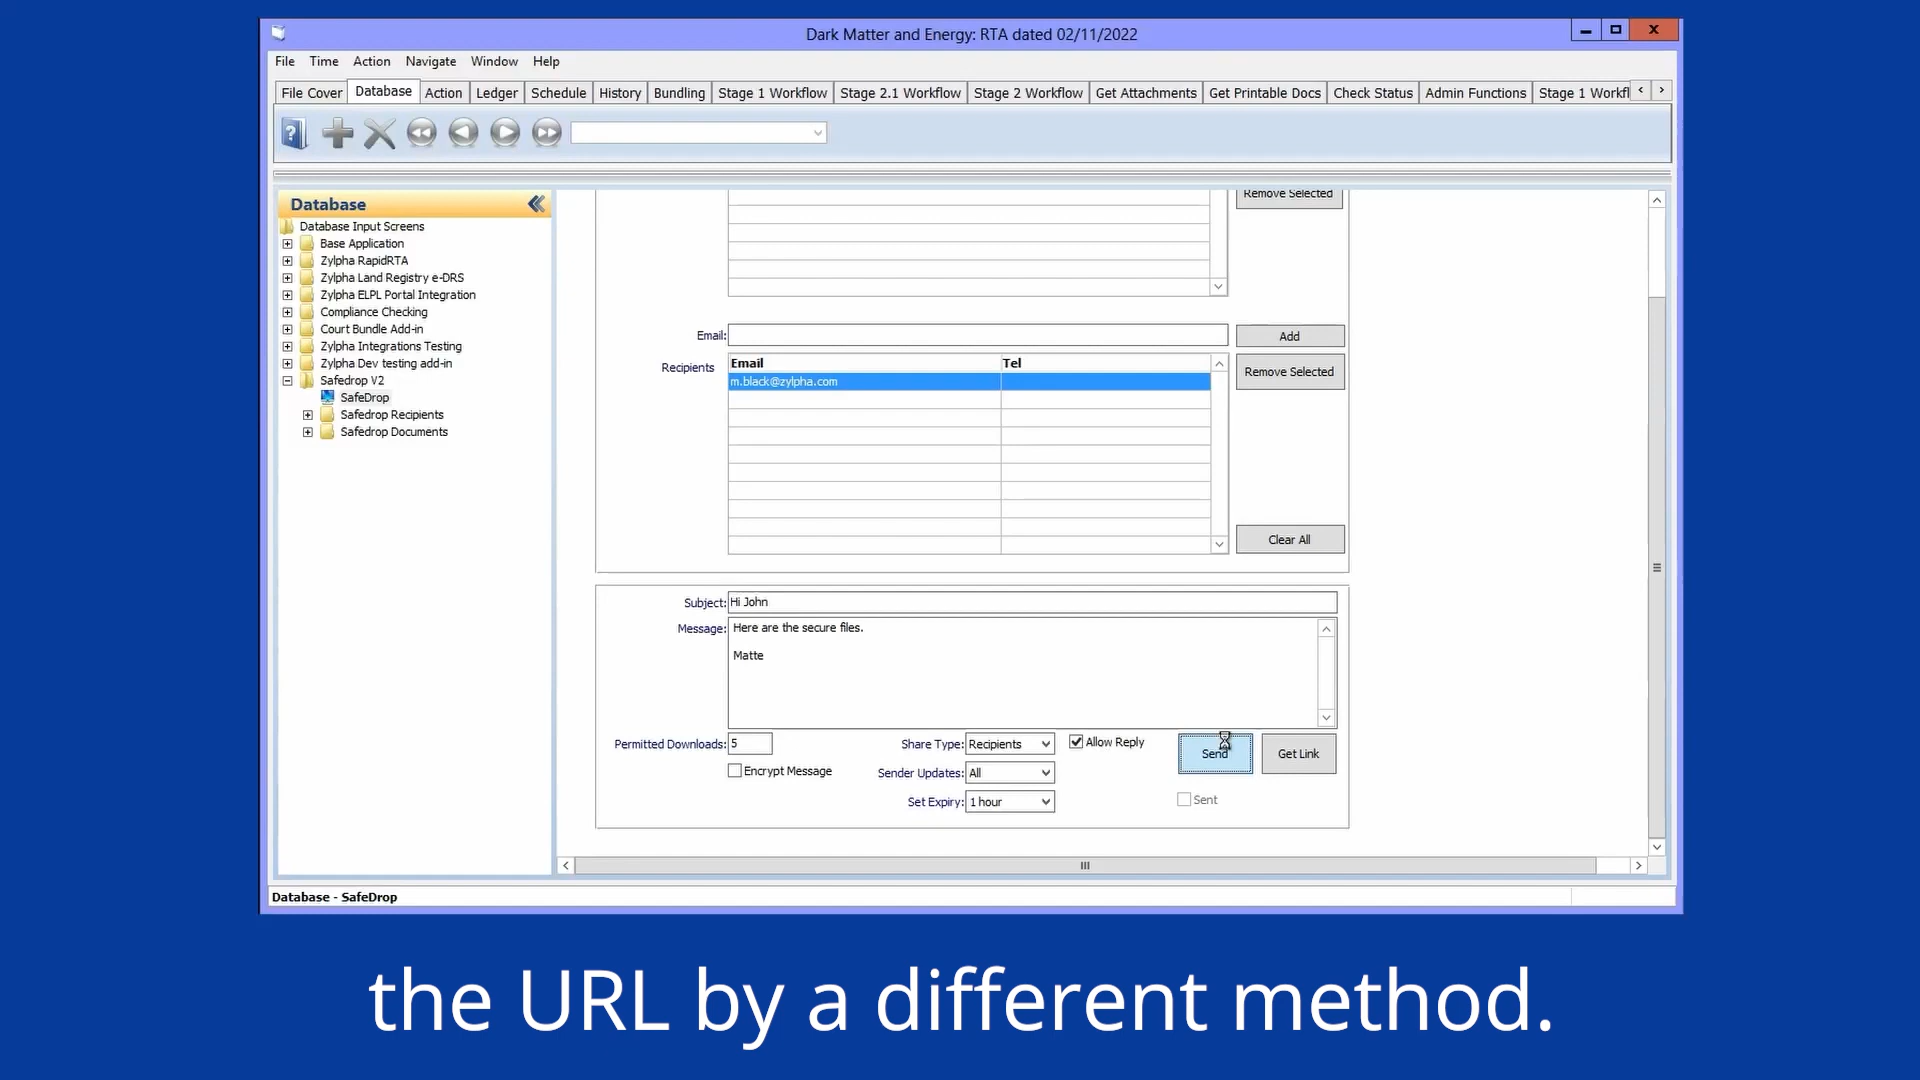 Dark Matter and Energy: RTA dated 02/11/2022
File Time Action Navigate Window Help
File Cover Database Action Ledger Schedule History Bundling Stage 1 Workflow Stage 2.1 Workflow Stage 2 Workflow Get Attachments Get Printable Docs Check Status Admin Functions Stage 1 Workfl
Database
Database Input Screens
Base Application
Zylpha RapidRTA
Zylpha Land Registry e-DRS
Zylpha ELPL Portal Integration
Compliance Checking
Court Bundle Add-in
Zylpha Integrations Testing
Zylpha Dev testing add-in
Safedrop V2
SafeDrop
Safedrop Recipients
Safedrop Documents
Remove Selected
Email: Add
Recipients Email Tel Remove Selected
m.black@zylpha.com
Clear All
Subject: Hi John
Message: Here are the secure files.
Matte
Permitted Downloads: 5 Share Type: Recipients Allow Reply Send Get Link
Encrypt Message Sender Updates: All
Set Expiry: 1 hour Sent
Database - SafeDrop
the URL by a different method.